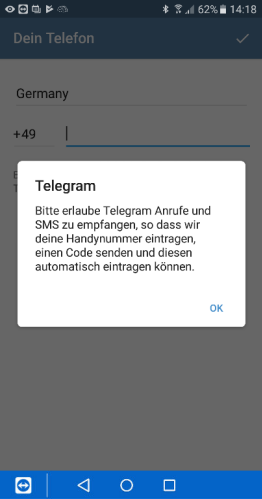 62% 14:18
Dein Telefon
Germany
+49
Telegram
Bitte erlaube Telegram Anrufe und
SMS zu empfangen, so dass wir
deine Handynummer eintragen,
einen Code senden und diesen
automatisch eintragen können.
OK